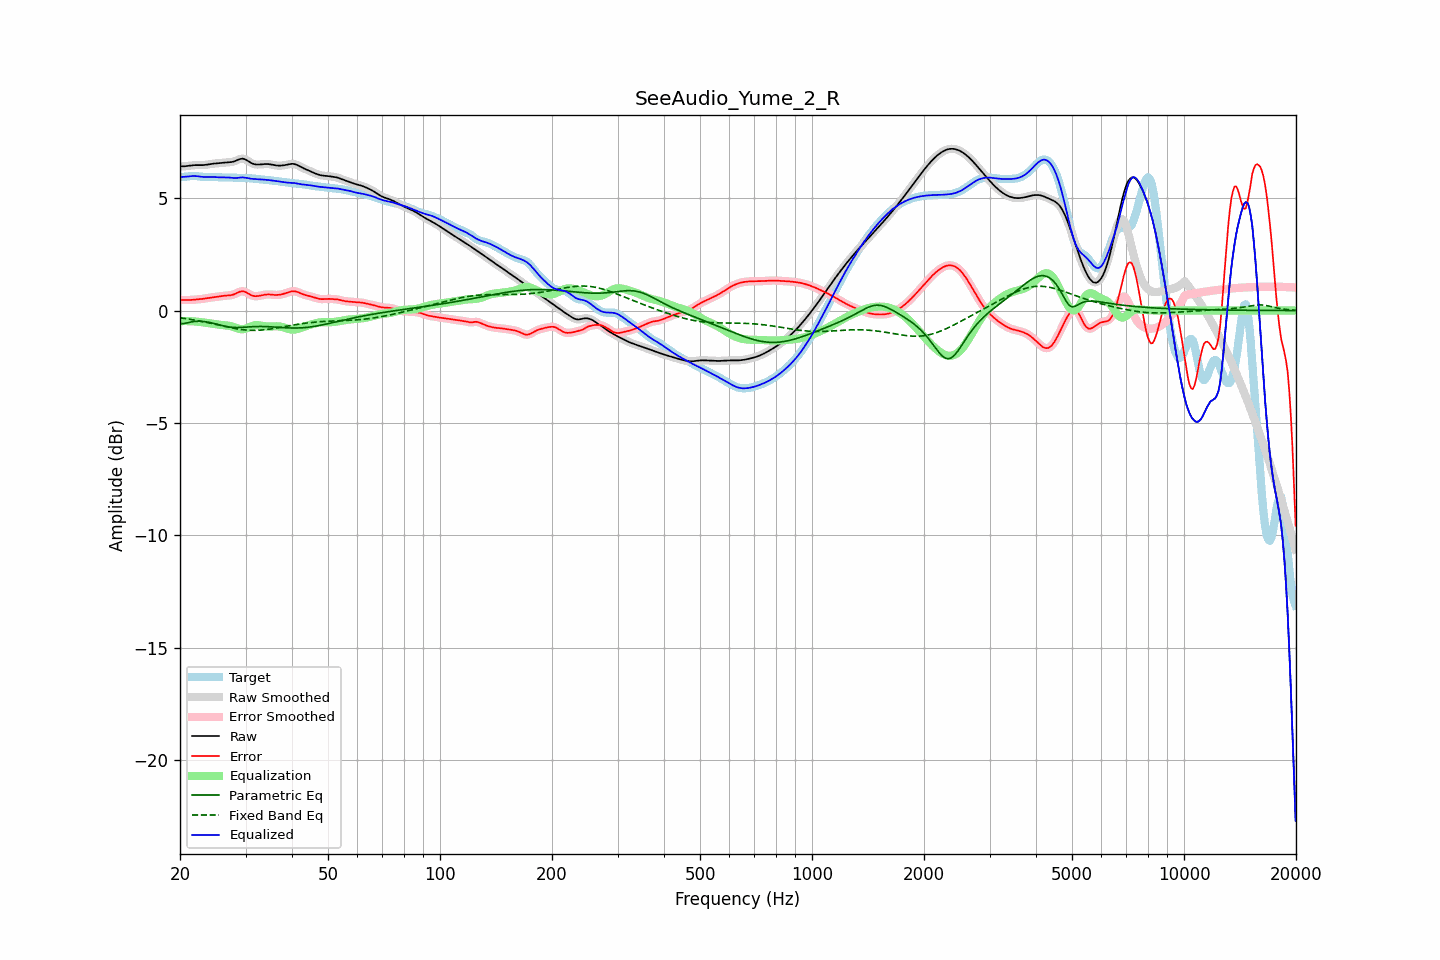 SeeAudio_Yume_2_R
Amplitude (dBr)
5
0
−5
−10
−15
−20
Target
Raw Smoothed
Error Smoothed
Raw
Error
Equalization
Parametric Eq
Fixed Band Eq
Equalized
20 50 100 200 500 1000 2000 5000 10000 20000
Frequency (Hz)